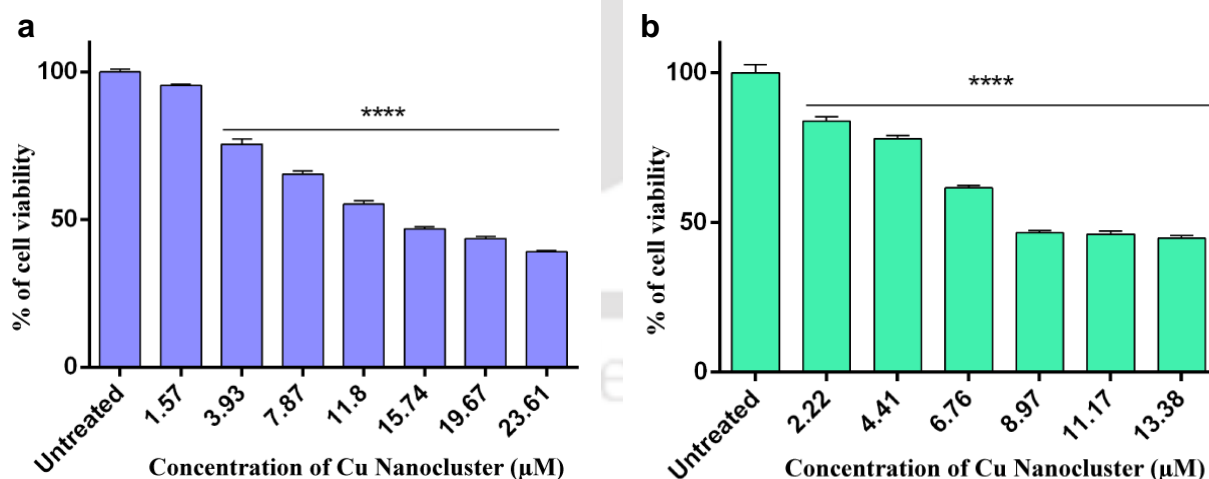 a
% of cell viability
100
50
0
****
Untreated
1.57
3.93
7.87
11.8
15.74
19.67
23.61
Concentration of Cu Nanocluster (µM)
b
% of cell viability
100
50
0
****
Untreated
2.22
4.41
6.76
8.97
11.17
13.38
Concentration of Cu Nanocluster (µM)